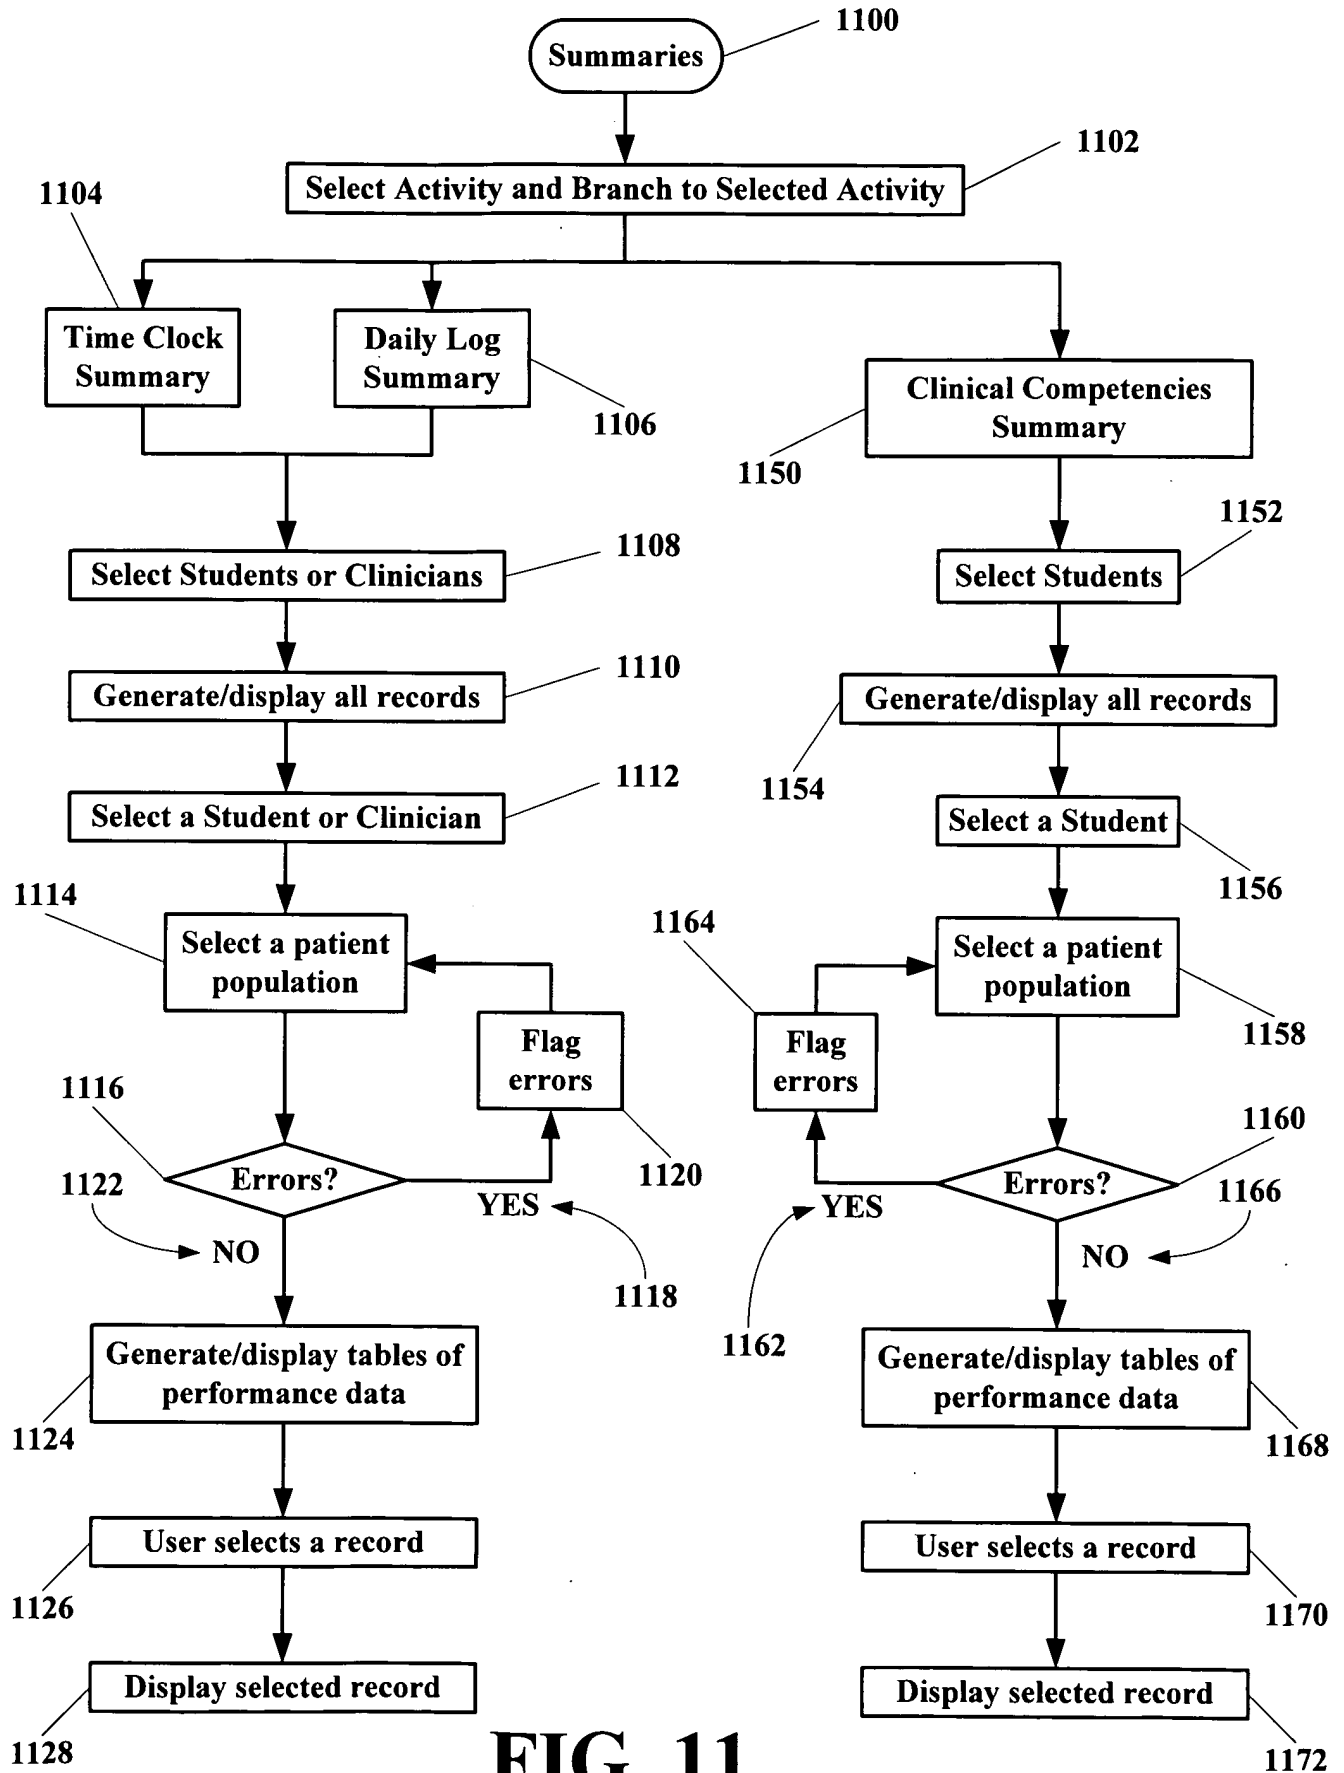 1100
Summaries
1102
Select Activity and Branch to Selected Activity
1104
Time Clock
Summary
Daily Log
Summary
1106
Clinical Competencies
Summary
1150
1108
Select Students or Clinicians
1152
Select Students
1110
Generate/display all records
Generate/display all records
1154
1112
Select a Student or Clinician
Select a Student
1156
1114
Select a patient
population
1164
Select a patient
population
1158
Flag
errors
Flag
errors
1116
Errors?
1120
1122
YES
NO
1118
1160
Errors?
1166
YES
NO
1162
Generate/display tables of
performance data
1124
Generate/display tables of
performance data
1168
User selects a record
1126
User selects a record
1170
Display selected record
1128
Display selected record
1172
FIG. 11